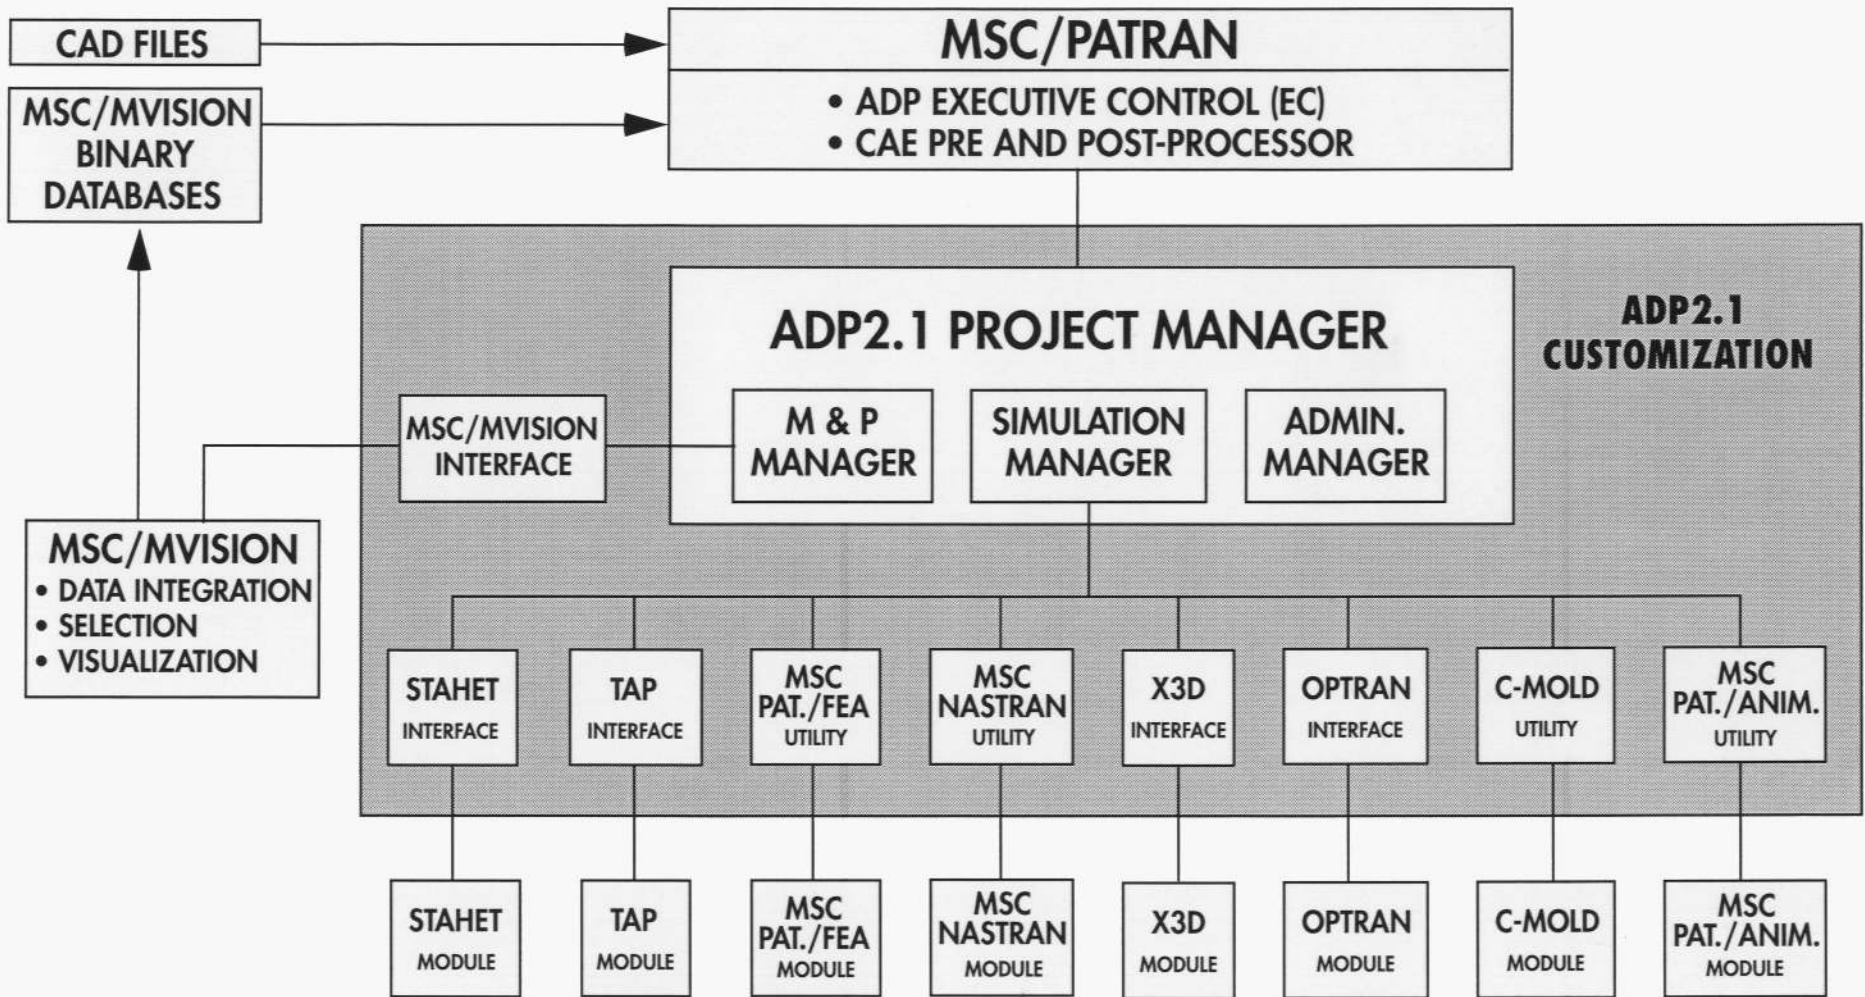 CAD FILES
MSC/PATRAN
• ADP EXECUTIVE CONTROL (EC)
• CAE PRE AND POST-PROCESSOR
MSC/MVISION
BINARY
DATABASES
ADP2.1 PROJECT MANAGER
ADP2.1
CUSTOMIZATION
MSC/MVISION
INTERFACE
M & P
MANAGER
SIMULATION
MANAGER
ADMIN.
MANAGER
MSC/MVISION
• DATA INTEGRATION
• SELECTION
• VISUALIZATION
STAHET
INTERFACE
TAP
INTERFACE
MSC
PAT./FEA
UTILITY
MSC
NASTRAN
UTILITY
X3D
INTERFACE
OPTRAN
INTERFACE
C-MOLD
UTILITY
MSC
PAT./ANIM.
UTILITY
STAHET
MODULE
TAP
MODULE
MSC
PAT./FEA
MODULE
MSC
NASTRAN
MODULE
X3D
MODULE
OPTRAN
MODULE
C-MOLD
MODULE
MSC
PAT./ANIM.
MODULE